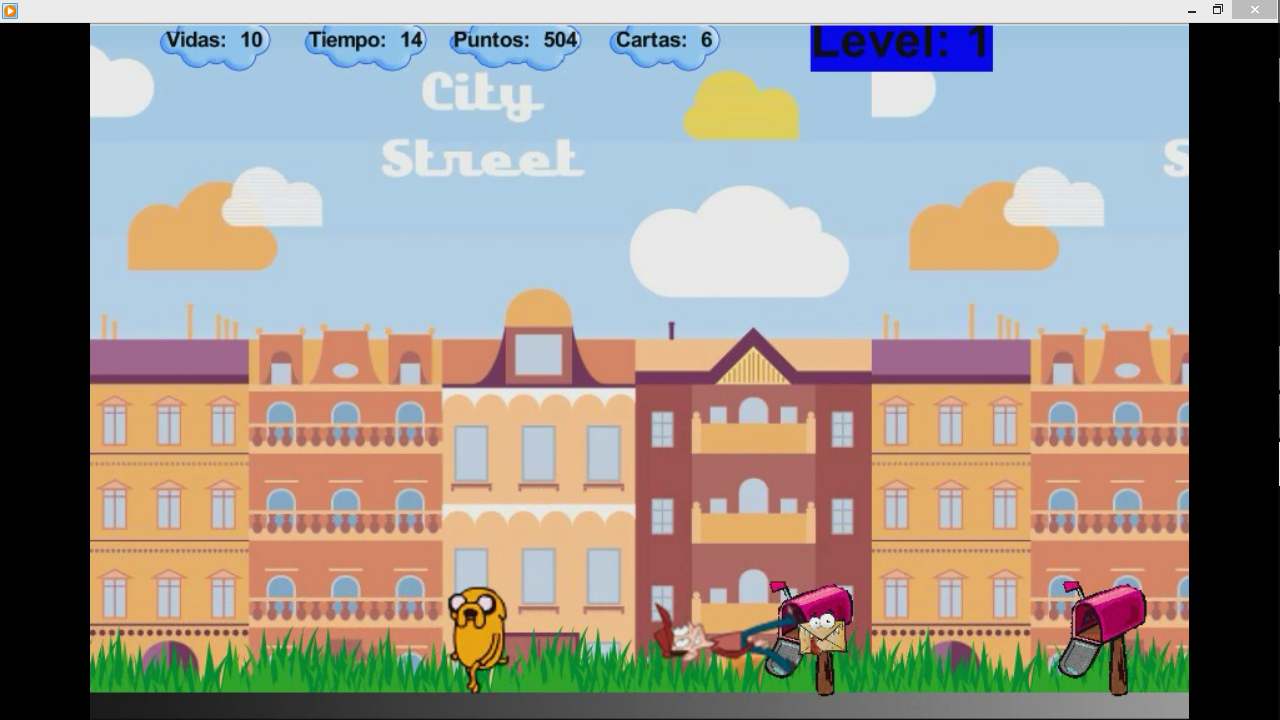 Vidas: 10
Tiempo: 14
Puntos: 504
Cartas: 6
Level: 1
City
Street
S